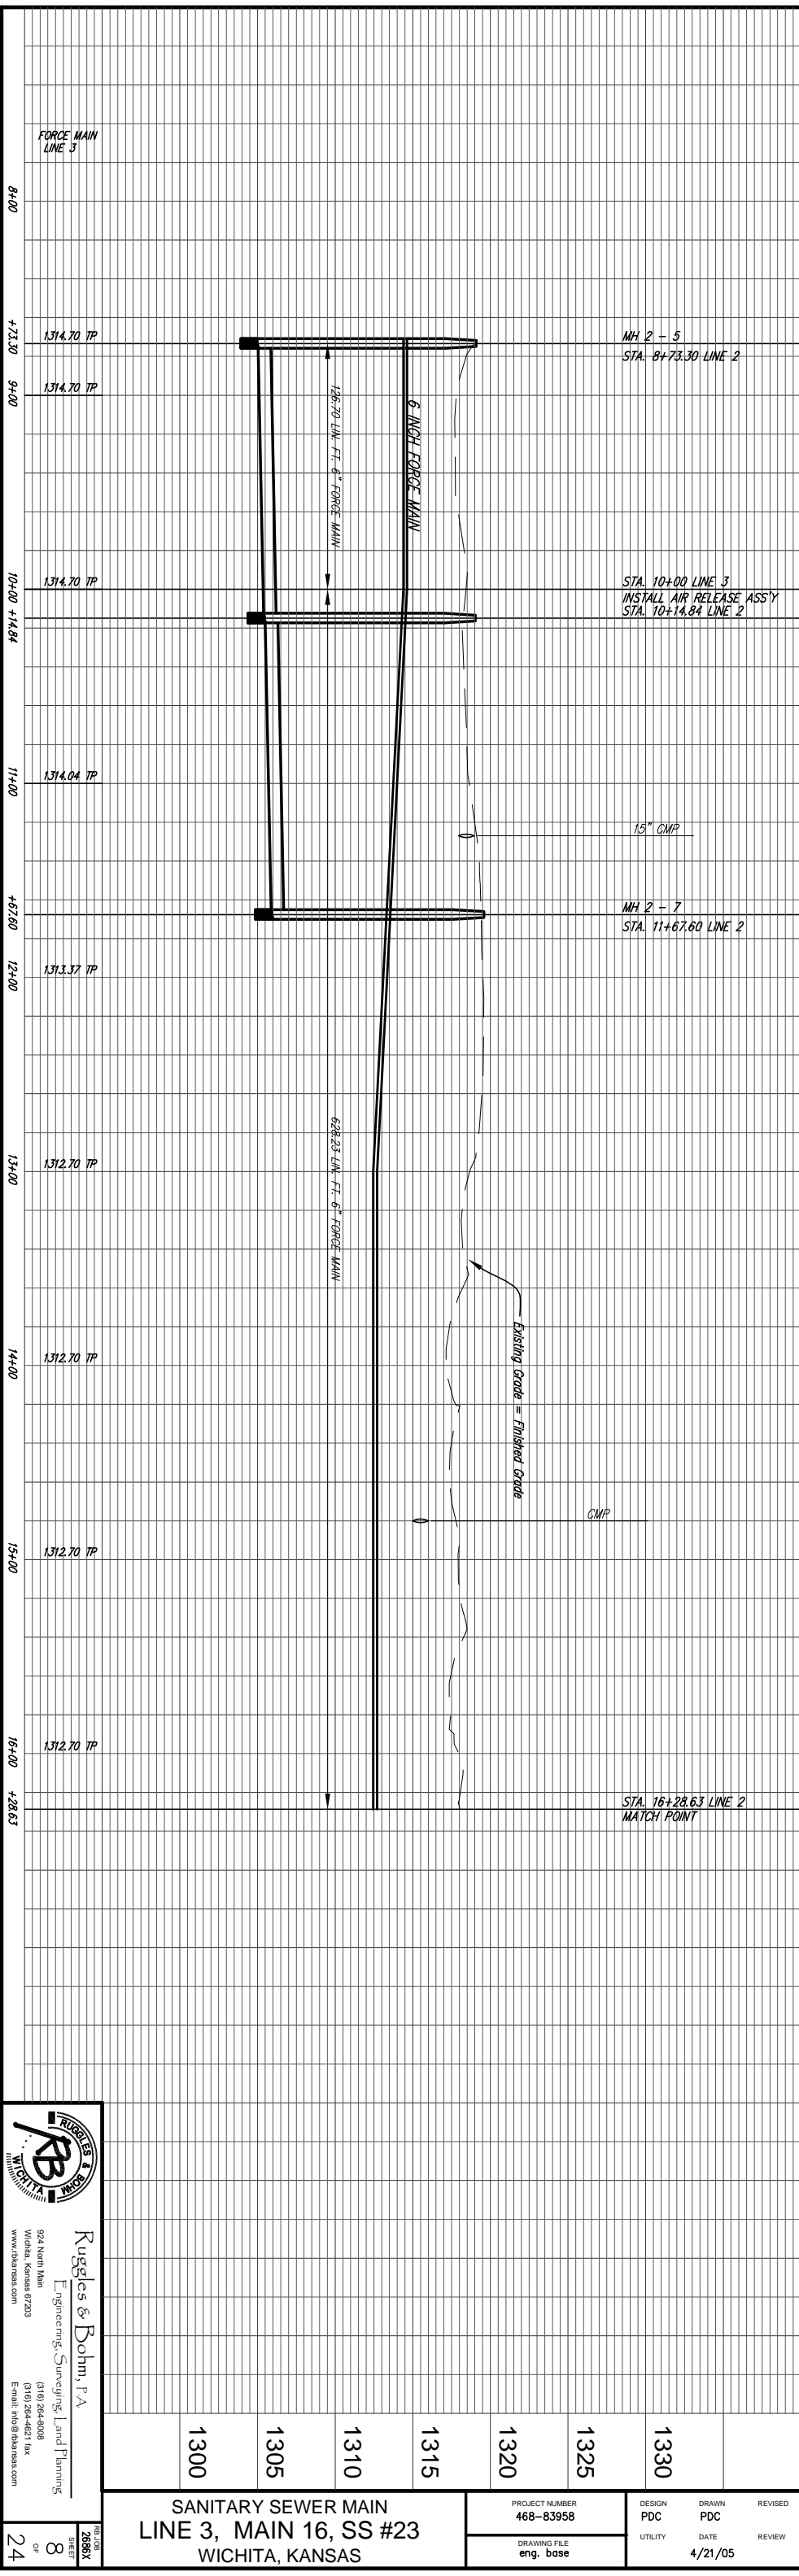 FORCE MAIN
LINE 3
8+00
+73.30
9+00
10+00
+14.84
11+00
+67.60
12+00
13+00
14+00
15+00
16+00
+28.63
1314.70 TP
1314.70 TP
1314.70 TP
1314.04 TP
1313.37 TP
1312.70 TP
1312.70 TP
1312.70 TP
1312.70 TP
126.70 LIN. FT. 6" FORCE MAIN
6 INCH FORCE MAIN
628.23 LIN. FT. 6" FORCE MAIN
Existing Grade = Finished Grade
MH 2 - 5
STA. 8+73.30 LINE 2
STA. 10+00 LINE 3
INSTALL AIR RELEASE ASS'Y
STA. 10+14.84 LINE 2
15" CMP
MH 2 - 7
STA. 11+67.60 LINE 2
CMP
STA. 16+28.63 LINE 2
MATCH POINT
1300
1305
1310
1315
1320
1325
1330
RUGGLES & BOHM
RB
WICHITA
Ruggles & Bohm, P.A.
Engineering, Surveying, Land Planning
924 North Main
Wichita, Kansas 67203
www.rbkansas.com
(316) 264-8008
(316) 264-4621 fax
E-mail: info@rbkansas.com
RB JOB
2686X
SHEET
8
OF
24
SANITARY SEWER MAIN
LINE 3, MAIN 16, SS #23
WICHITA, KANSAS
PROJECT NUMBER
468-83958
DRAWING FILE
eng. base
DESIGN
PDC
DRAWN
PDC
REVISED
UTILITY
DATE
4/21/05
REVIEW